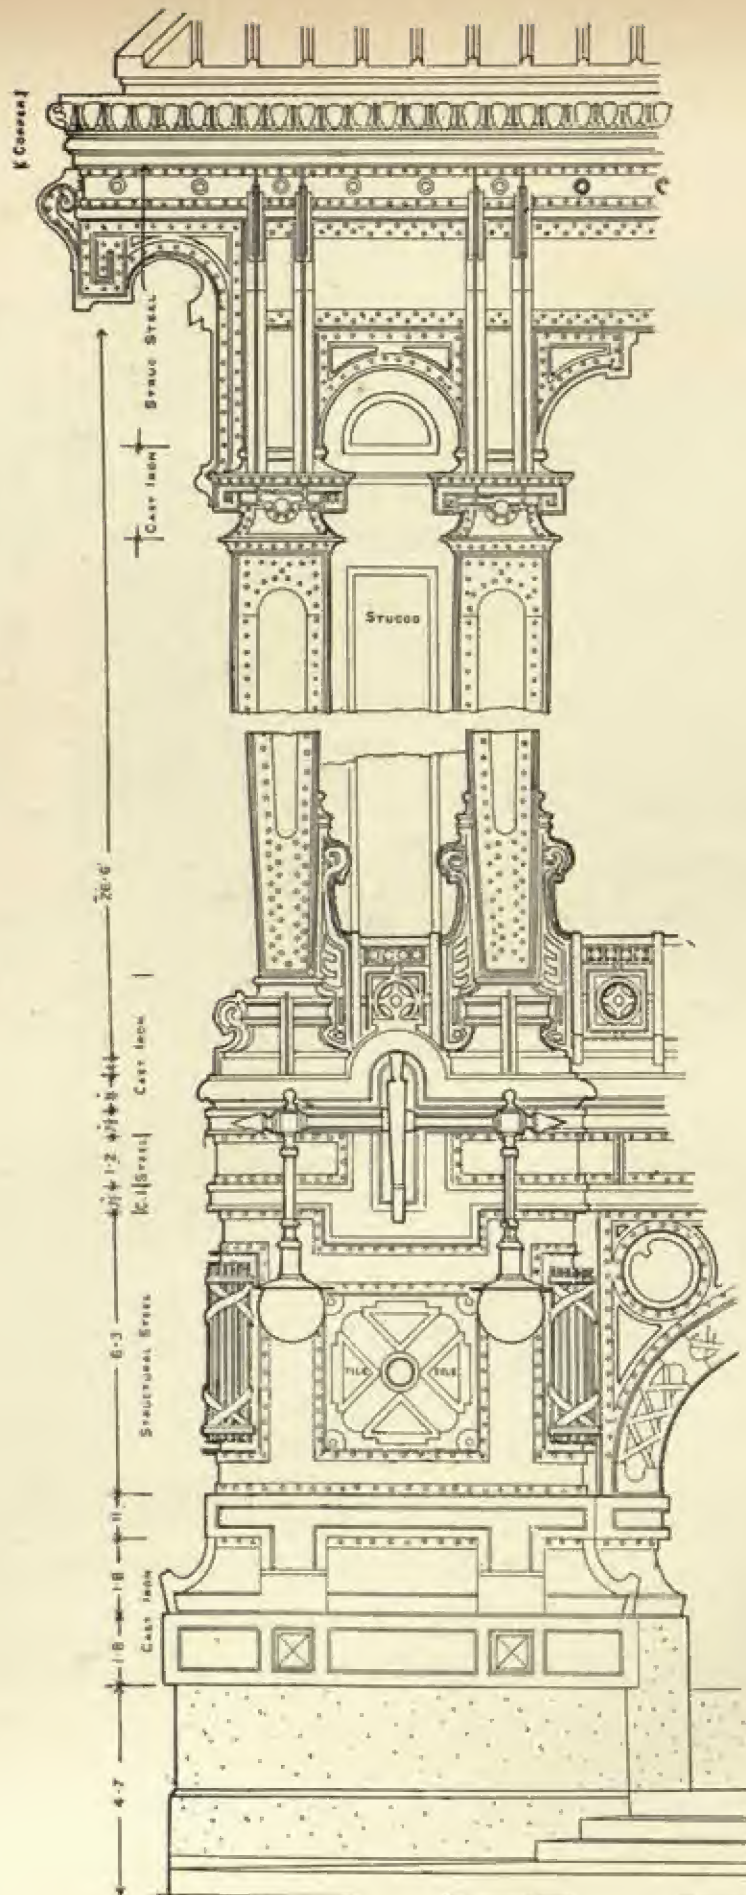 COPPER
STRUC STEEL
CAST IRON
STUCCO
26'6"
CAST IRON
1-2
C.I.
STEEL
6-3
STRUCTURAL STEEL
TILE TILE
11
1-8
CAST IRON
1-8
4-7